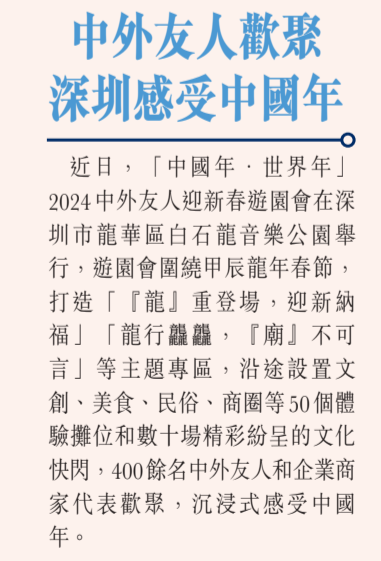 中外友人歡聚
深圳感受中國年
近日，「中國年·世界年」
2024中外友人迎新春遊園會在深
圳市龍華區白石龍音樂公園舉
行，遊園會圍繞甲辰龍年春節，
打造「『龍』重登場，迎新納
福」「龍行龘龘，『廟』不可
言」等主題專區，沿途設置文
創、美食、民俗、商圈等50個體
驗攤位和數十場精彩紛呈的文化
快閃，400餘名中外友人和企業商
家代表歡聚，沉浸式感受中國
年。